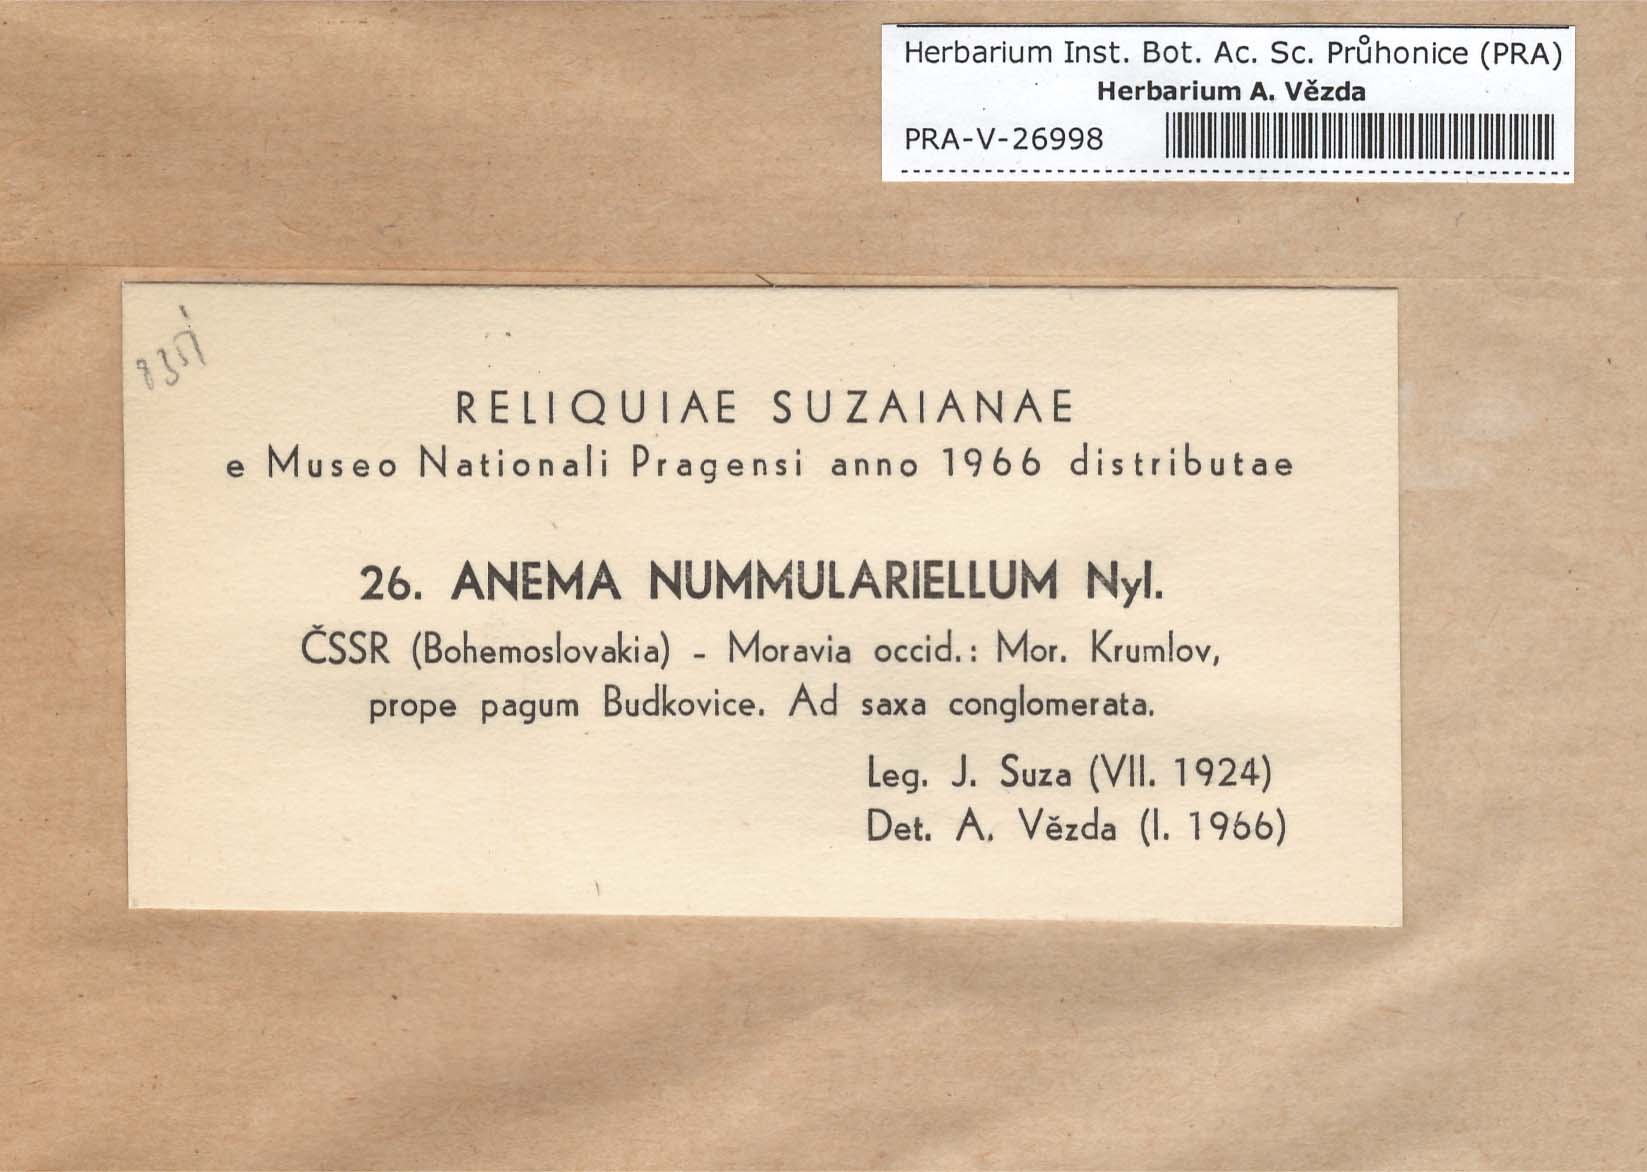 Herbarium Inst. Bot. Ac. Sc. Průhonice (PRA)
Herbarium A. Vězda
PRA-V-26998
RELIQUIAE SUZAIANAE
e Museo Nationali Pragensi anno 1966 distributae
26. ANEMA NUMMULARIELLUM Nyl.
ČSSR (Bohemoslovakia) - Moravia occid.: Mor. Krumlov,
prope pagum Budkovice. Ad saxa conglomerata.
Leg. J. Suza (VII. 1924)
Det. A. Vězda (I. 1966)